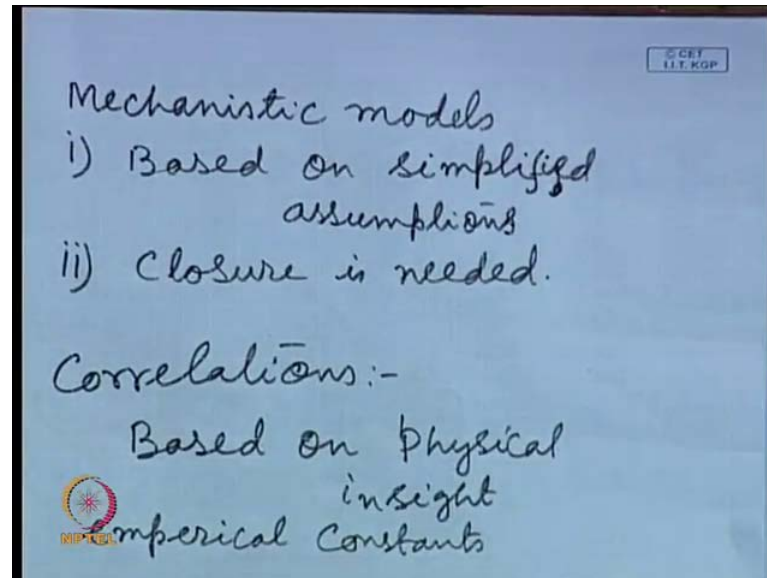 © CET
I.I.T. KGP
Mechanistic models
i) Based on simplified
assumptions
ii) Closure is needed.
Correlations:-
Based on Physical
insight
emperical Constants
NPTEL